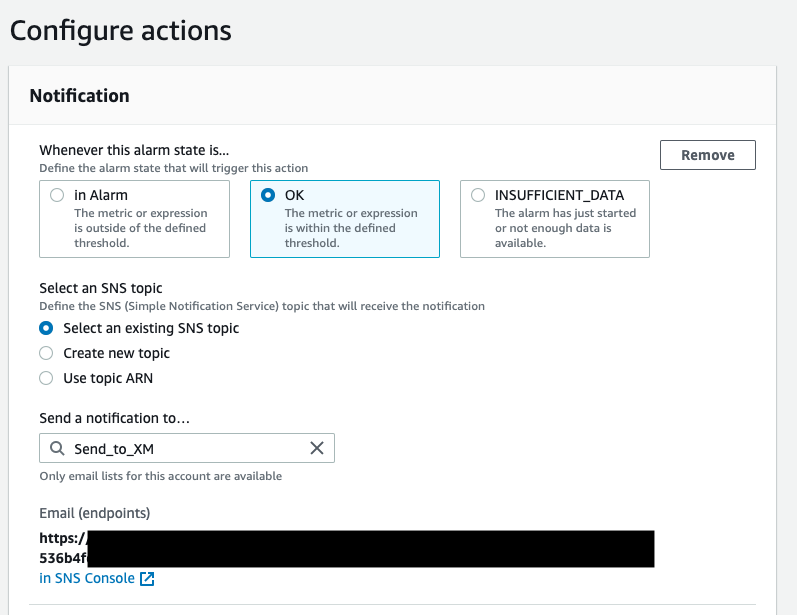 Configure actions
Notification
Whenever this alarm state is...
Define the alarm state that will trigger this action
Remove
in Alarm
The metric or expression
is outside of the defined
threshold.
OK
The metric or expression
is within the defined
threshold.
INSUFFICIENT_DATA
The alarm has just started
or not enough data is
available.
Select an SNS topic
Define the SNS (Simple Notification Service) topic that will receive the notification
Select an existing SNS topic
Create new topic
Use topic ARN
Send a notification to…
Send_to_XM
Only email lists for this account are available
Email (endpoints)
https:/
536b4f
in SNS Console